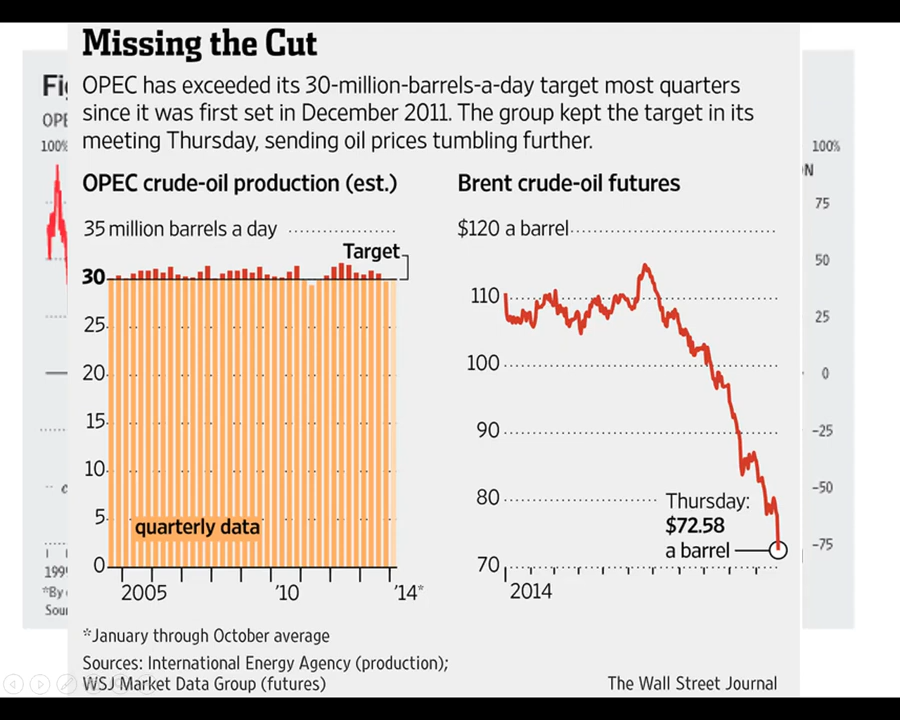 Missing the Cut
OPEC has exceeded its 30-million-barrels-a-day target most quarters
since it was first set in December 2011. The group kept the target in its
meeting Thursday, sending oil prices tumbling further.
OPEC crude-oil production (est.)
35 million barrels a day
Target
30
25
20
15
10
5
0
quarterly data
2005
'10
'14*
Brent crude-oil futures
$120 a barrel
110
100
90
80
70
Thursday:
$72.58
a barrel
2014
*January through October average
Sources: International Energy Agency (production);
WSJ Market Data Group (futures)
The Wall Street Journal
100%
100%
75
50
25
0
-25
-50
-75
*By